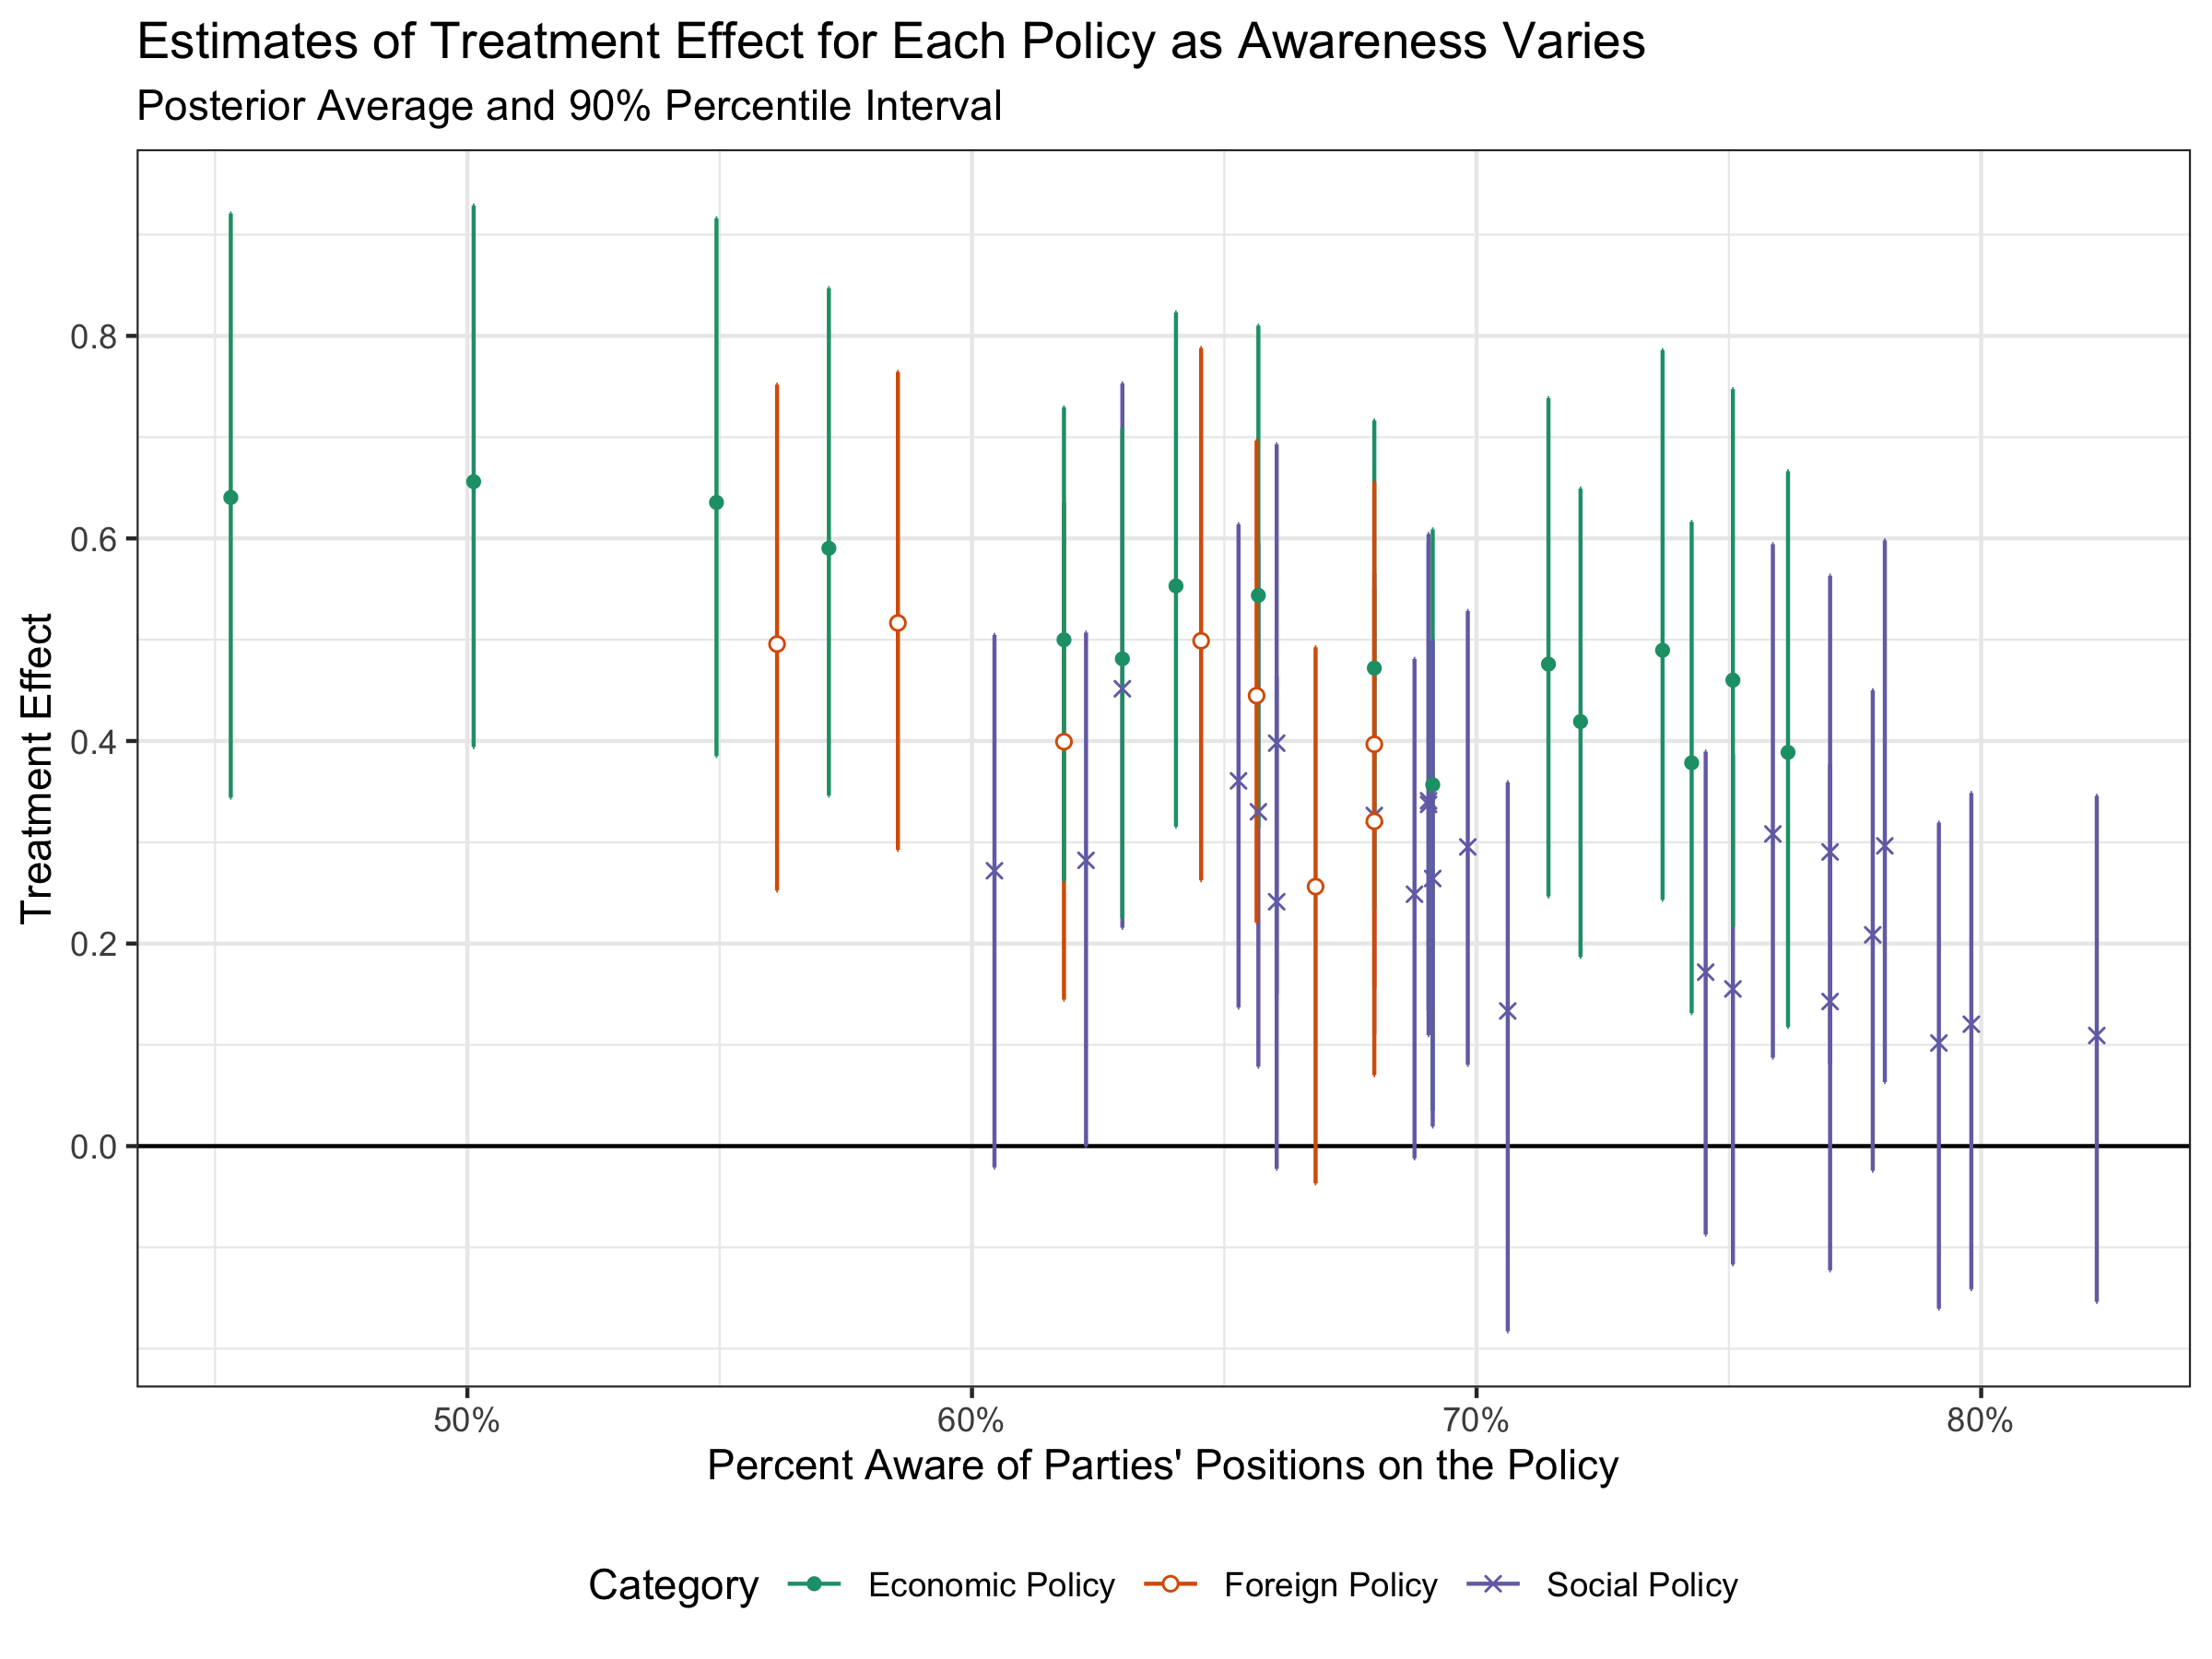 Estimates of Treatment Effect for Each Policy as Awareness Varies
Posterior Average and 90% Percentile Interval
Treatment Effect
0.8
0.6
0.4
0.2
0.0
50% 60% 70% 80%
Percent Aware of Parties' Positions on the Policy
Category Economic Policy Foreign Policy Social Policy